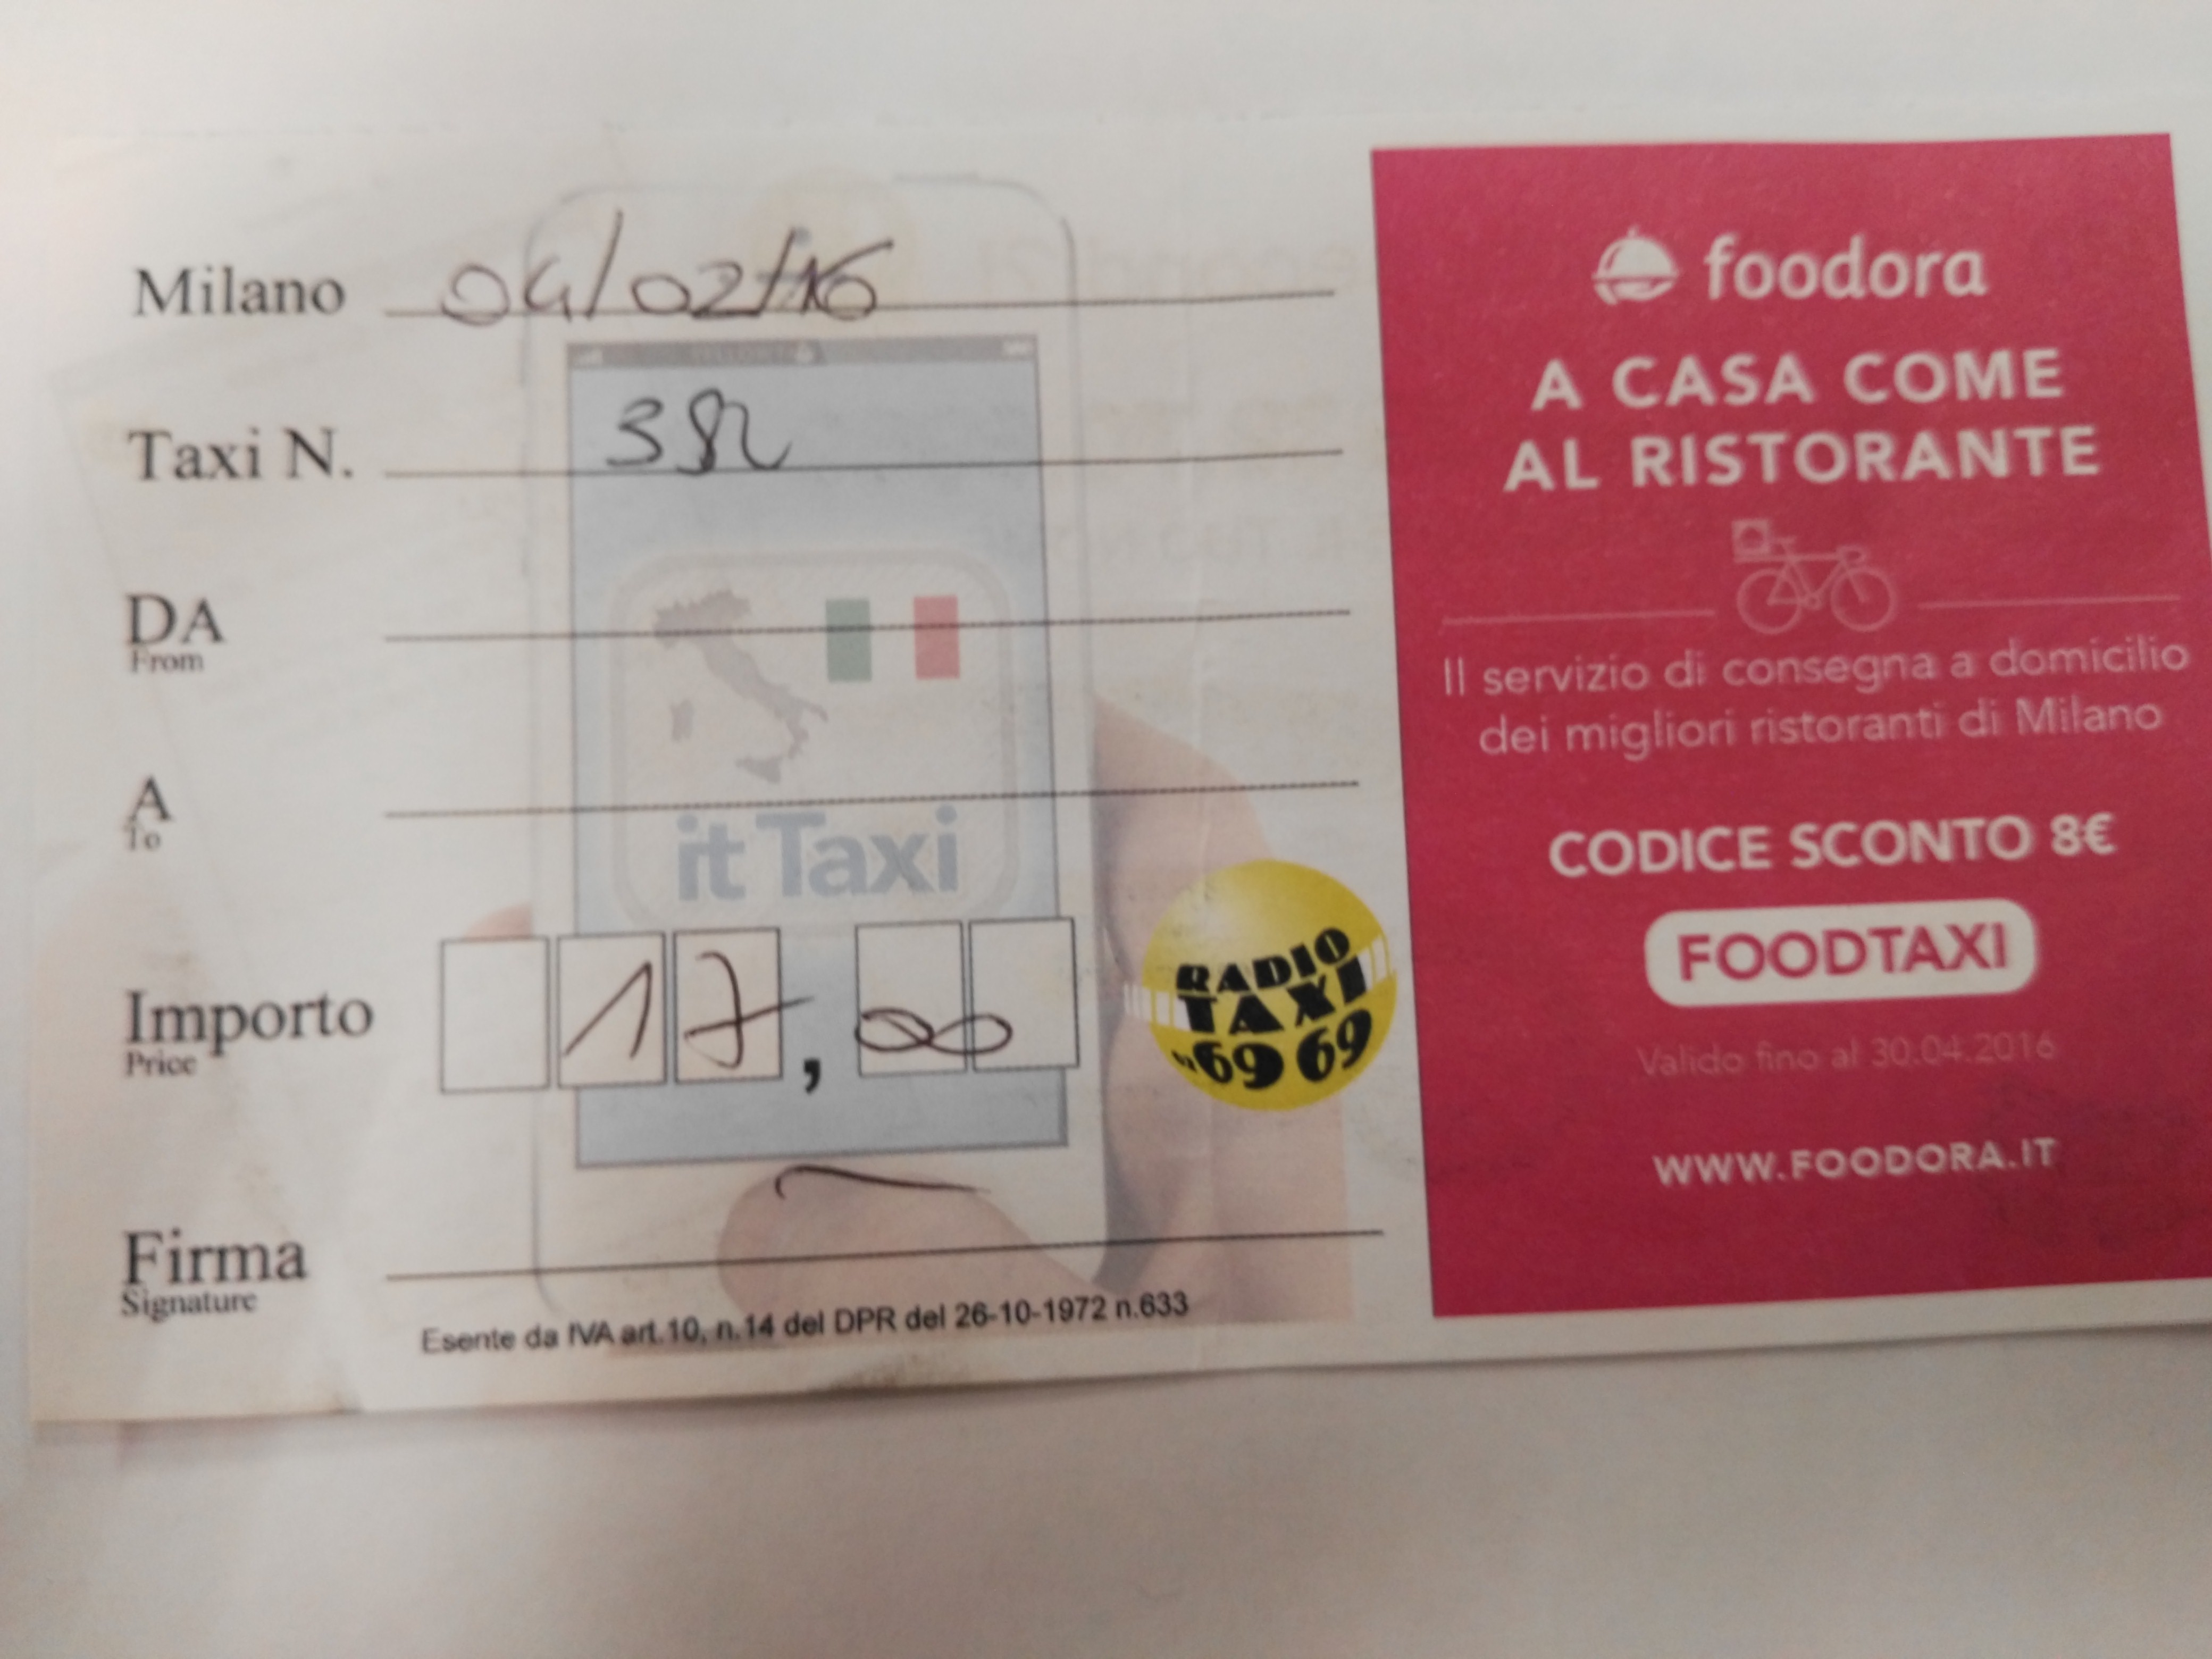 Milano 04/02/16
Taxi N. 382
DA
From
A
To
it Taxi
Importo 17,00
Price
RADIO
TAXI
02 69 69
Firma
Signature
Esente da IVA art.10, n.14 del DPR del 26-10-1972 n.633
foodora
A CASA COME
AL RISTORANTE
Il servizio di consegna a domicilio
dei migliori ristoranti di Milano
CODICE SCONTO 8€
FOODTAXI
Valido fino al 30.04.2016
WWW.FOODORA.IT